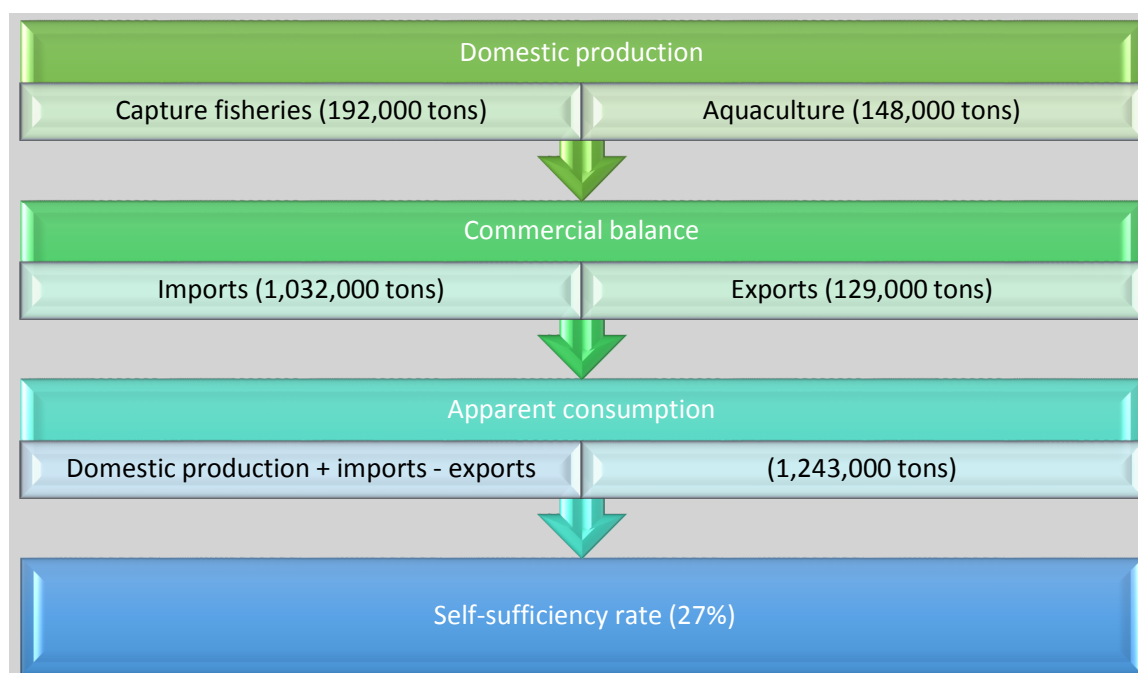 Domestic production
Capture fisheries (192,000 tons)
Aquaculture (148,000 tons)
Commercial balance
Imports (1,032,000 tons)
Exports (129,000 tons)
Apparent consumption
Domestic production + imports - exports
(1,243,000 tons)
Self-sufficiency rate (27%)